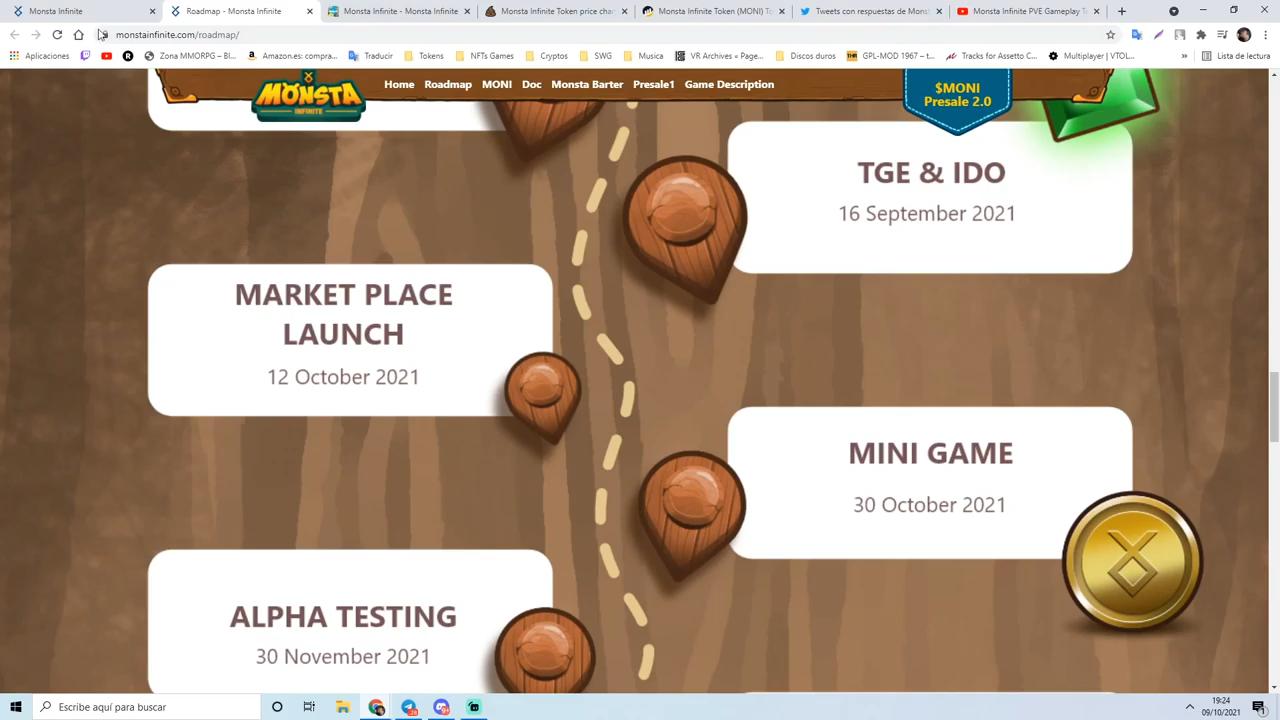 Monsta Infinite
Roadmap - Monsta Infinite
Monsta Infinite - Monsta Infinite
Monsta Infinite Token price char
Monsta Infinite Token (MONI) To
Tweets con respuestas de Monst
Monsta Infinite PVE Gameplay T
monstainfinite.com/roadmap/
Aplicaciones
Zona MMORPG – Bl...
Amazon.es: compra...
Traducir
Tokens
NFTs Games
Cryptos
SWG
Musica
VR Archives « Page...
Discos duros
GPL-MOD 1967 – t...
Tracks for Assetto C...
Multiplayer | VTOL...
»
Lista de lectura
MONSTA
INFINITE
Home
Roadmap
MONI
Doc
Monsta Barter
Presale1
Game Description
$MONI
Presale 2.0
TGE & IDO
16 September 2021
MARKET PLACE
LAUNCH
12 October 2021
MINI GAME
30 October 2021
ALPHA TESTING
30 November 2021
Escribe aquí para buscar
19:24
09/10/2021